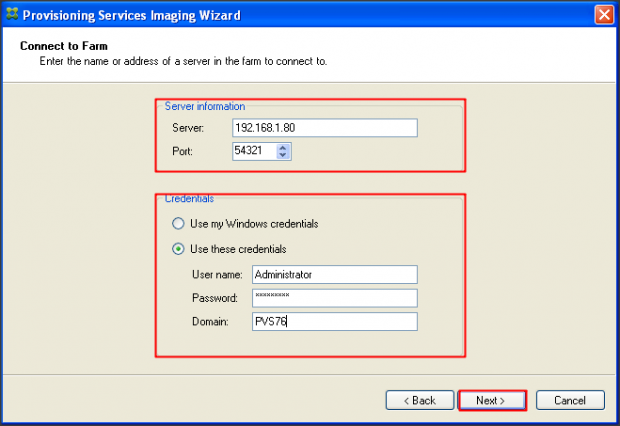 Provisioning Services Imaging Wizard
Connect to Farm
Enter the name or address of a server in the farm to connect to.
Server information
Server: 192.168.1.80
Port: 54321
Credentials
Use my Windows credentials
Use these credentials
User name: Administrator
Password: *********
Domain: PVS76
< Back Next > Cancel